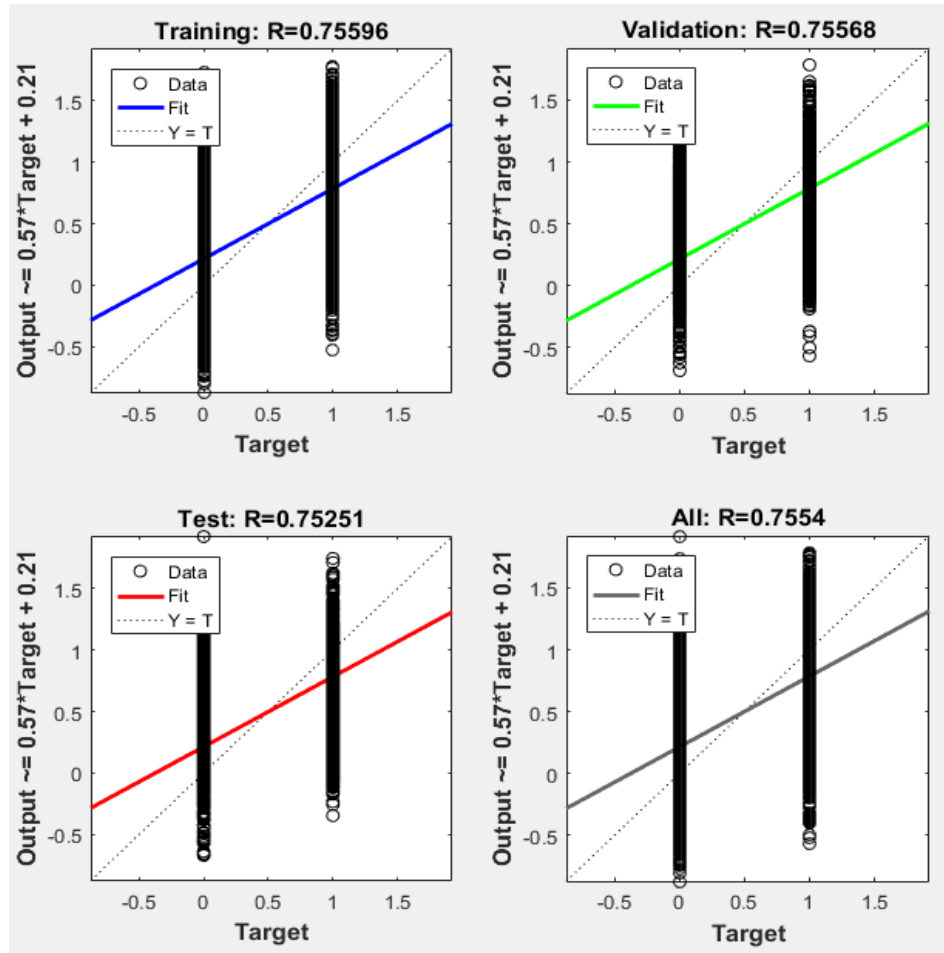 Training: R=0.75596
Output ~= 0.57*Target + 0.21
1.5
1
0.5
0
-0.5
Data
Fit
Y = T
-0.5 0 0.5 1 1.5
Target
Validation: R=0.75568
Output ~= 0.57*Target + 0.21
1.5
1
0.5
0
-0.5
Data
Fit
Y = T
-0.5 0 0.5 1 1.5
Target
Test: R=0.75251
Output ~= 0.57*Target + 0.21
1.5
1
0.5
0
-0.5
Data
Fit
Y = T
-0.5 0 0.5 1 1.5
Target
All: R=0.7554
Output ~= 0.57*Target + 0.21
1.5
1
0.5
0
-0.5
Data
Fit
Y = T
-0.5 0 0.5 1 1.5
Target